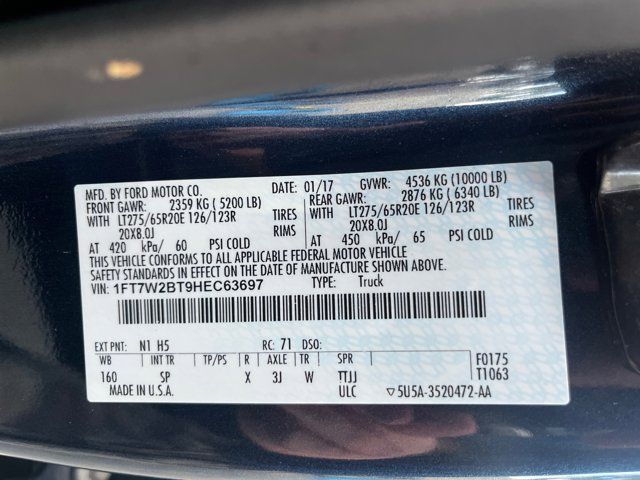 MFD. BY FORD MOTOR CO. DATE: 01/17 GVWR: 4536 KG (10000 LB)
FRONT GAWR: 2359 KG ( 5200 LB) REAR GAWR: 2876 KG ( 6340 LB)
WITH LT275/65R20E 126/123R TIRES WITH LT275/65R20E 126/123R TIRES
20X8.0J RIMS 20X8.0J RIMS
AT 420 kPa/ 60 PSI COLD AT 450 kPa/ 65 PSI COLD
THIS VEHICLE CONFORMS TO ALL APPLICABLE FEDERAL MOTOR VEHICLE
SAFETY STANDARDS IN EFFECT ON THE DATE OF MANUFACTURE SHOWN ABOVE.
VIN: 1FT7W2BT9HEC63697 TYPE: Truck
EXT PNT: N1 H5 RC: 71 DSO: F0175
WB INT TR TP/PS R AXLE TR SPR T1063
160 5P X 3J W TTJJ
MADE IN U.S.A. ULC ▽5U5A-3520472-AA